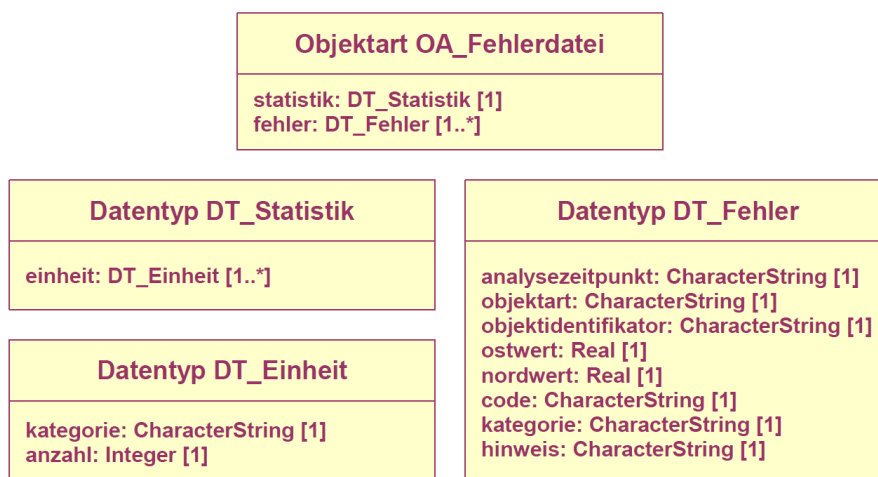 Objektart OA_Fehlerdatei
statistik: DT_Statistik [1]
fehler: DT_Fehler [1..*]
Datentyp DT_Statistik
einheit: DT_Einheit [1..*]
Datentyp DT_Einheit
kategorie: CharacterString [1]
anzahl: Integer [1]
Datentyp DT_Fehler
analysezeitpunkt: CharacterString [1]
objektart: CharacterString [1]
objektidentifikator: CharacterString [1]
ostwert: Real [1]
nordwert: Real [1]
code: CharacterString [1]
kategorie: CharacterString [1]
hinweis: CharacterString [1]